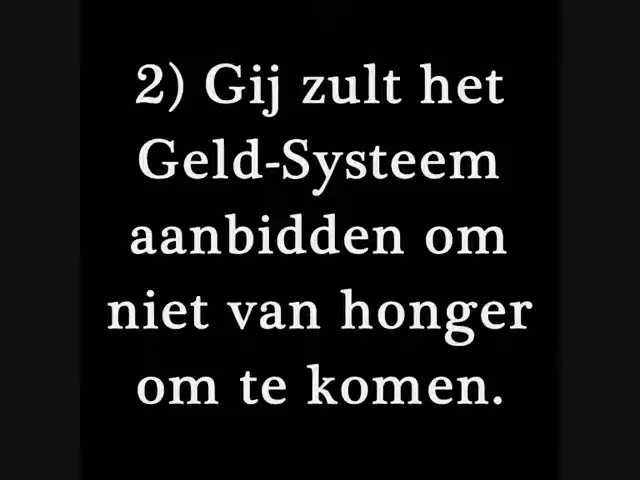 2) Gij zult het
Geld-Systeem
aanbidden om
niet van honger
om te komen.